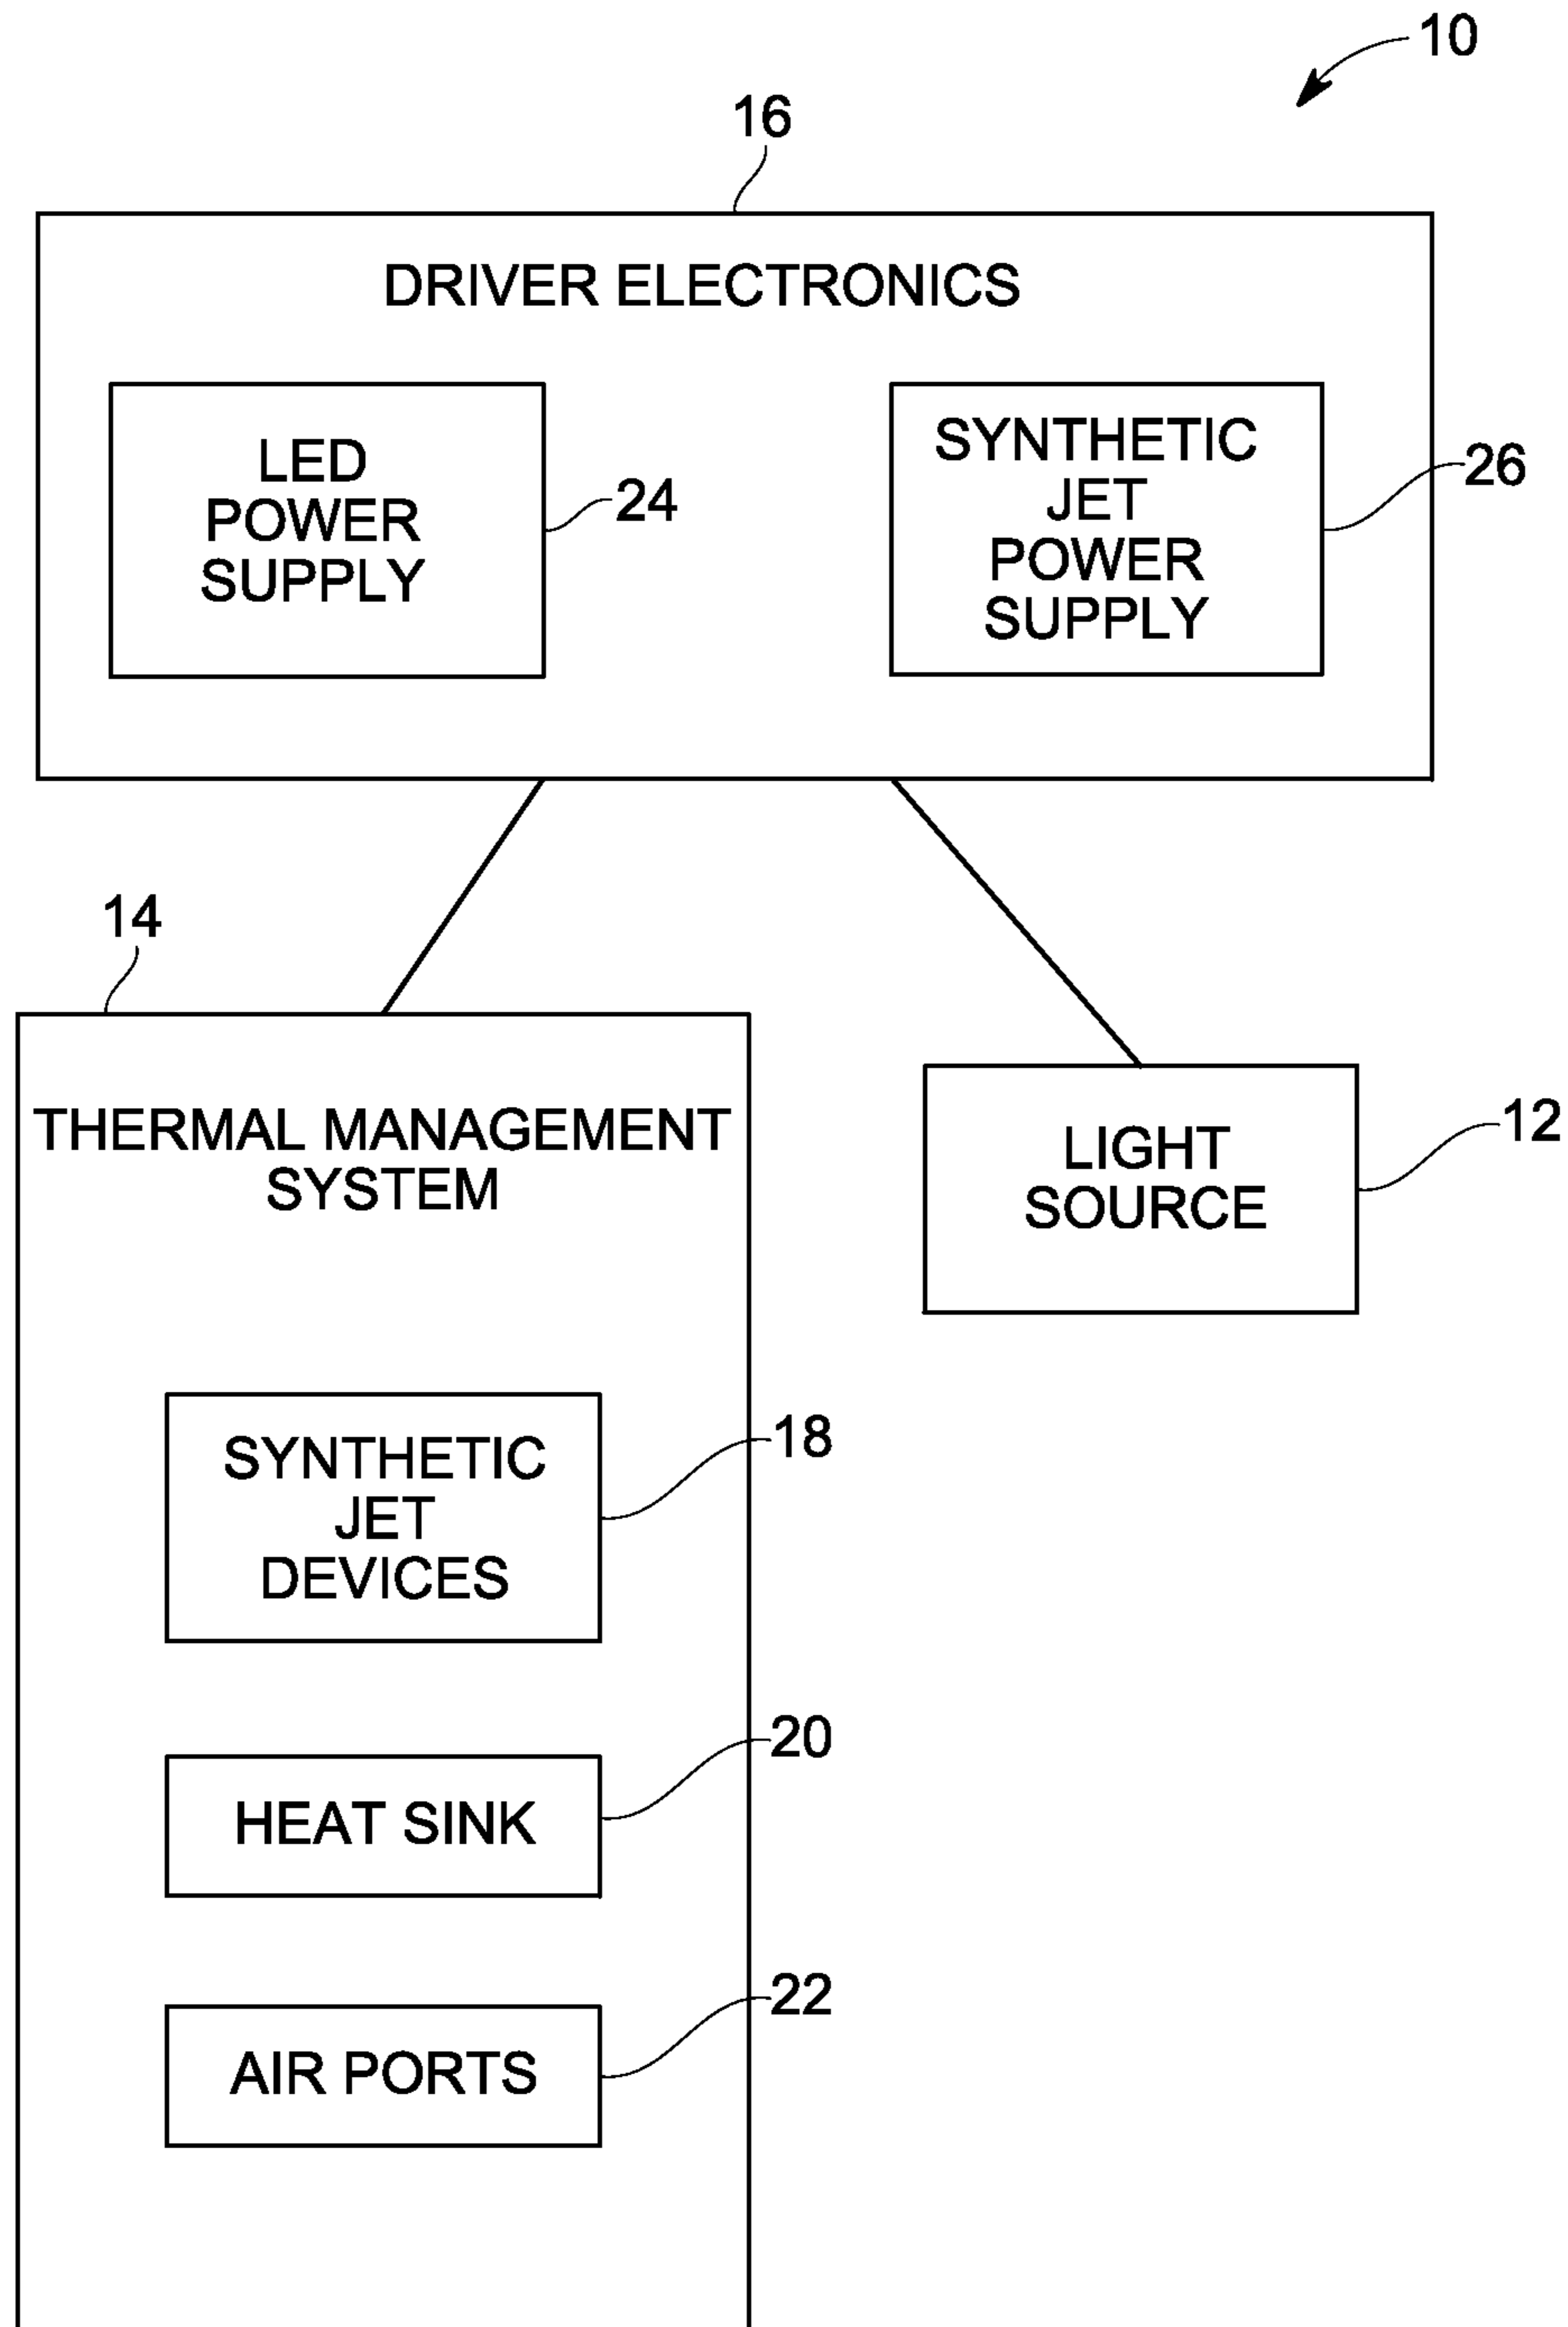 10
16
DRIVER ELECTRONICS
LED
POWER
SUPPLY
24
SYNTHETIC
JET
POWER
SUPPLY
26
14
THERMAL MANAGEMENT
SYSTEM
LIGHT
SOURCE
12
SYNTHETIC
JET
DEVICES
18
HEAT SINK
20
AIR PORTS
22